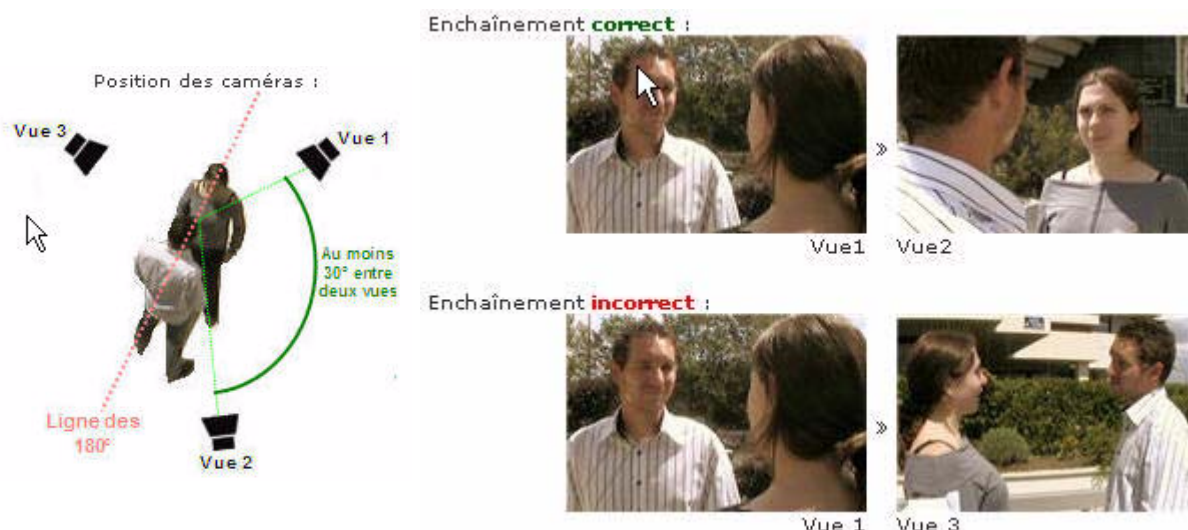 Position des caméras :
Vue 3
Vue 1
Au moins
30° entre
deux vues
Ligne des
180°
Vue 2
Enchaînement correct :
»
Vue1
Vue2
Enchaînement incorrect :
»
Vue 1
Vue 3